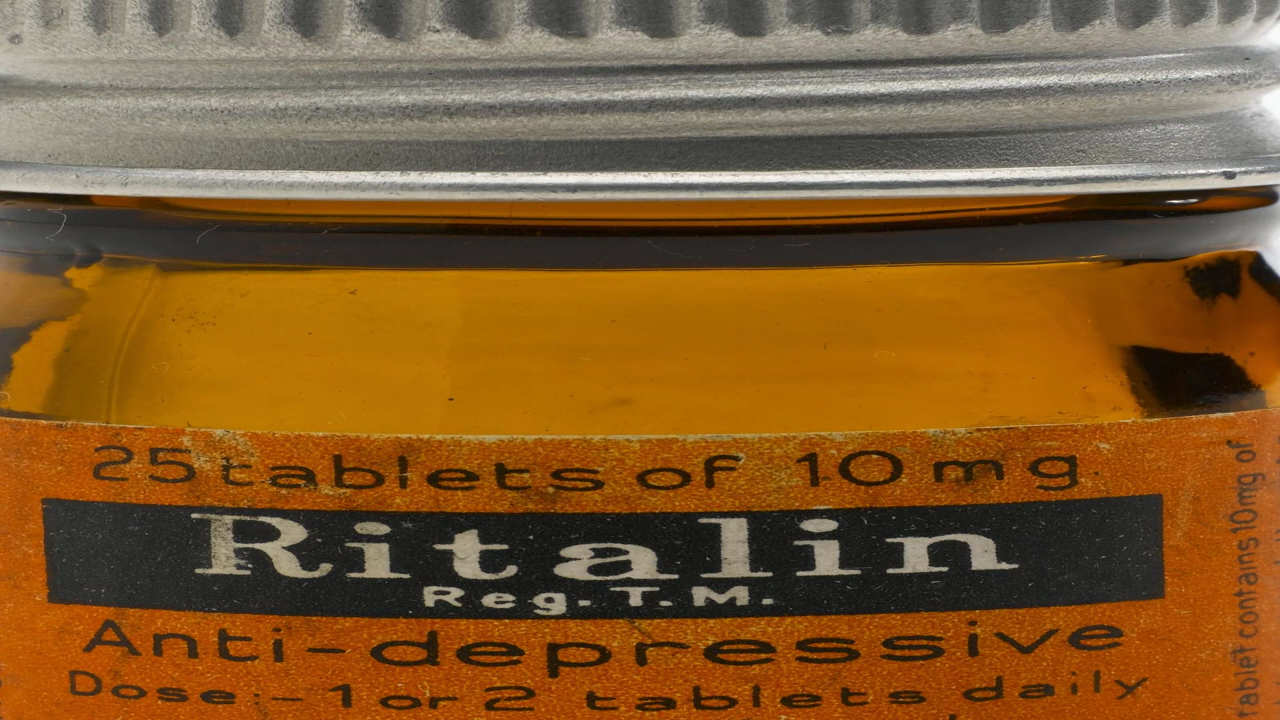 25 tablets of 10 mg.
Ritalin
Reg. T. M.
Anti-depressive
Dose:-1 or 2 tablets daily
tablet contains 10mg of